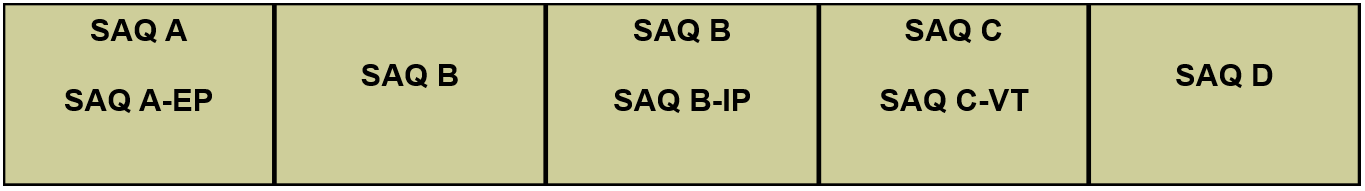 SAQ A
SAQ A-EP
SAQ B
SAQ B
SAQ B-IP
SAQ C
SAQ C-VT
SAQ D